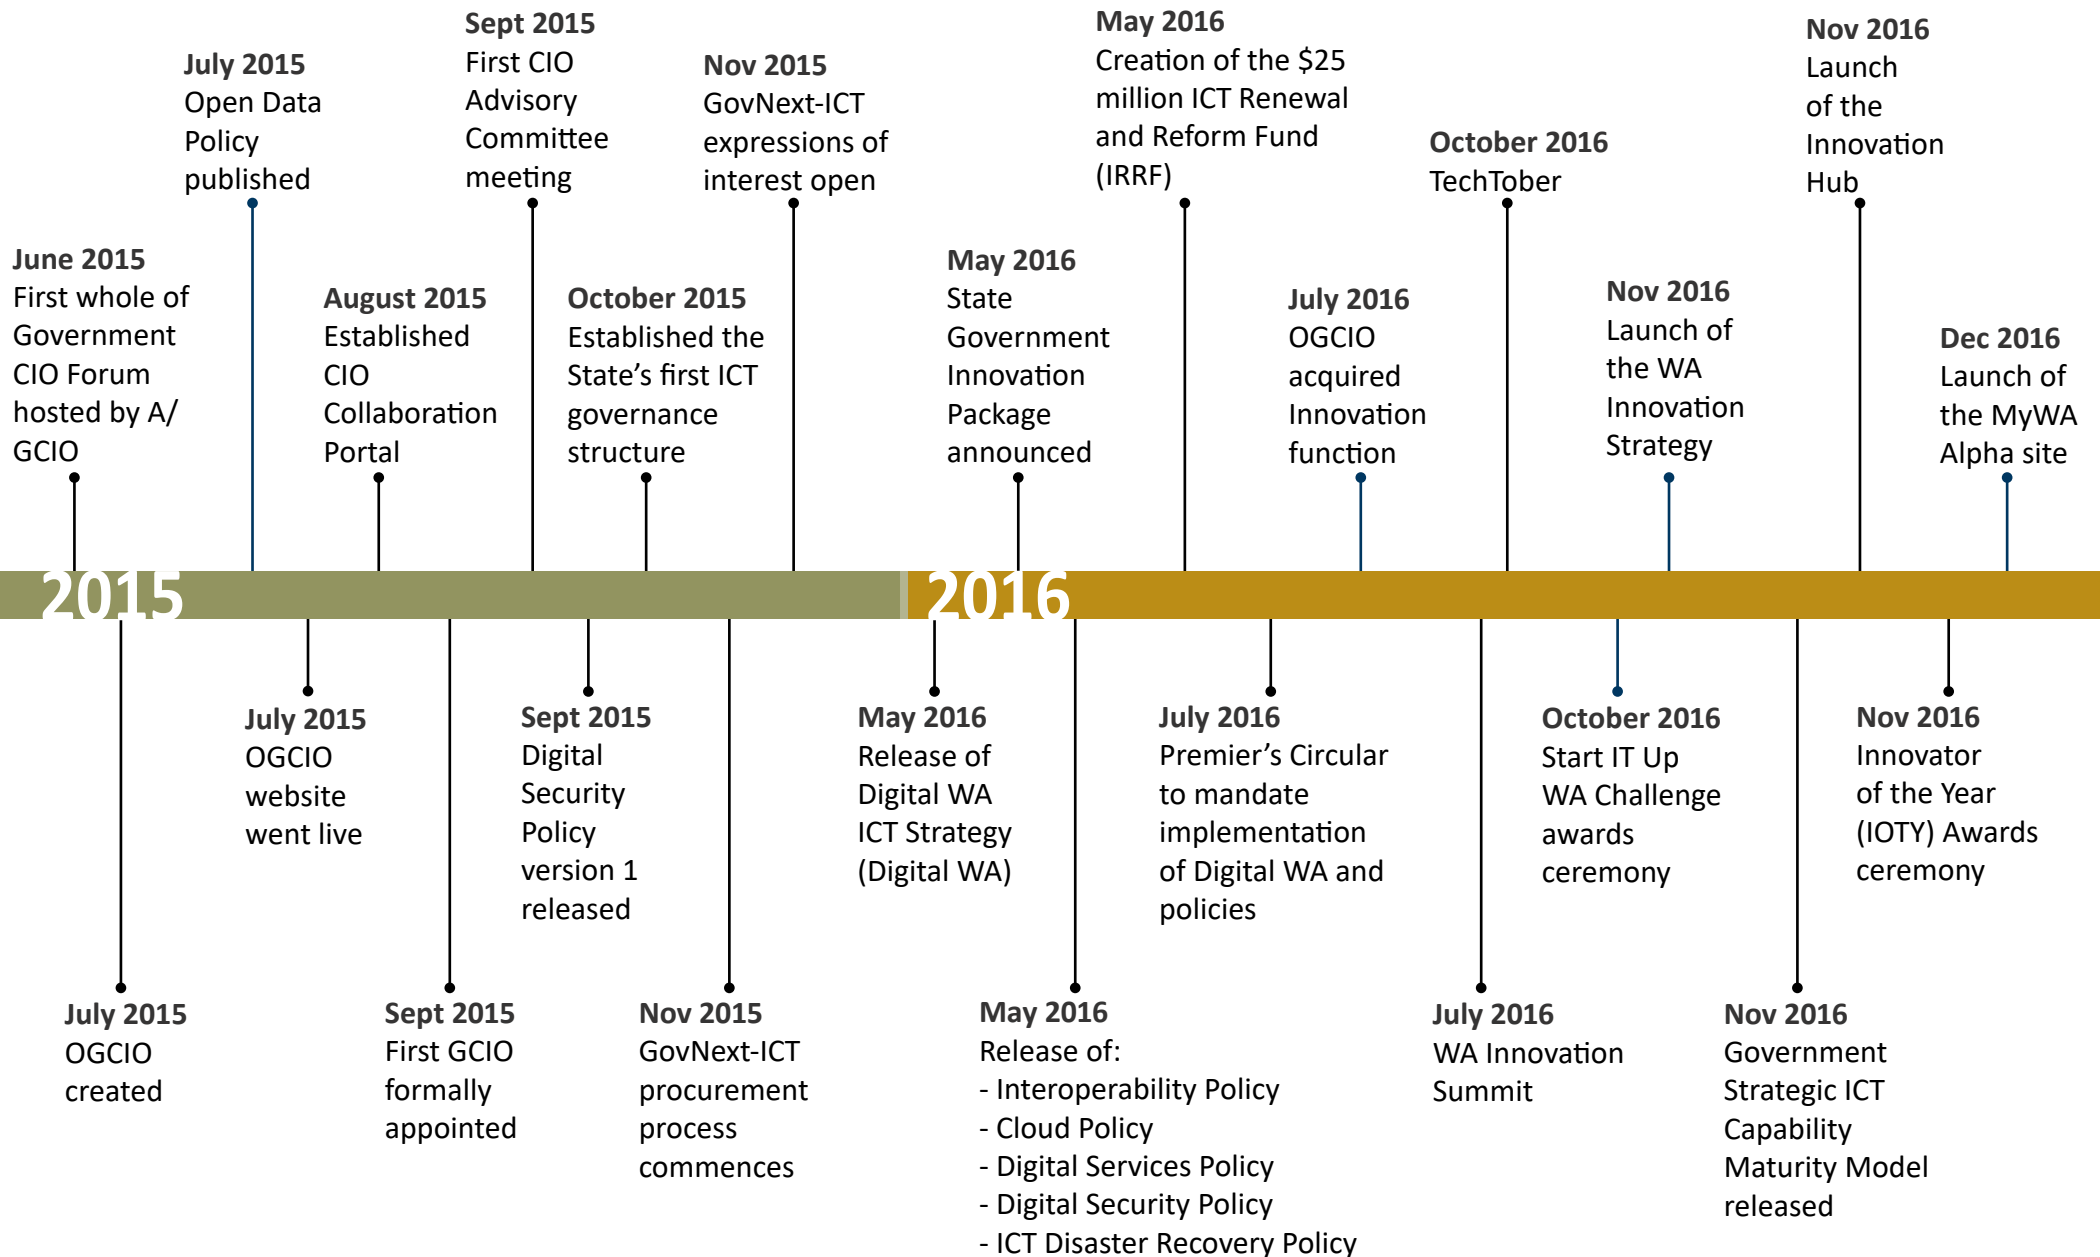 Sept 2015
First CIO
Advisory
Committee
meeting
May 2016
Creation of the $25
million ICT Renewal
and Reform Fund
(IRRF)
Nov 2016
Launch
of the
Innovation
Hub
July 2015
Open Data
Policy
published
Nov 2015
GovNext-ICT
expressions of
interest open
October 2016
TechTober
June 2015
First whole of
Government
CIO Forum
hosted by A/
GCIO
August 2015
Established
CIO
Collaboration
Portal
October 2015
Established the
State’s first ICT
governance
structure
May 2016
State
Government
Innovation
Package
announced
July 2016
OGCIO
acquired
Innovation
function
Nov 2016
Launch of
the WA
Innovation
Strategy
Dec 2016
Launch of
the MyWA
Alpha site
2015
2016
July 2015
OGCIO
website
went live
Sept 2015
Digital
Security
Policy
version 1
released
May 2016
Release of
Digital WA
ICT Strategy
(Digital WA)
July 2016
Premier’s Circular
to mandate
implementation
of Digital WA and
policies
October 2016
Start IT Up
WA Challenge
awards
ceremony
Nov 2016
Innovator
of the Year
(IOTY) Awards
ceremony
July 2015
OGCIO
created
Sept 2015
First GCIO
formally
appointed
Nov 2015
GovNext-ICT
procurement
process
commences
May 2016
Release of:
- Interoperability Policy
- Cloud Policy
- Digital Services Policy
- Digital Security Policy
- ICT Disaster Recovery Policy
July 2016
WA Innovation
Summit
Nov 2016
Government
Strategic ICT
Capability
Maturity Model
released